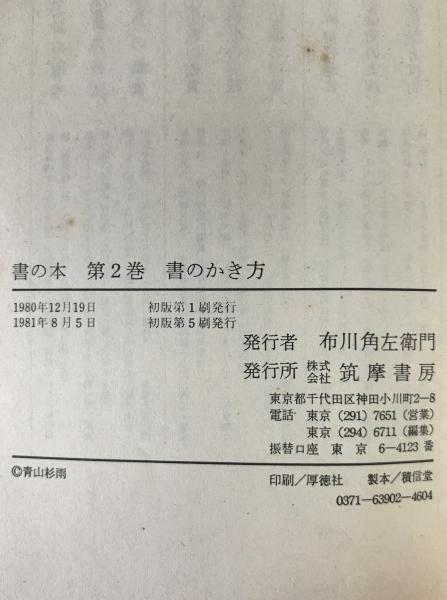 書の本　第2巻　書のかき方
1980年12月19日　初版第1刷発行
1981年8月5日　初版第5刷発行
発行者　布川角左衛門
発行所　株式会社　筑摩書房
東京都千代田区神田小川町2-8
電話　東京（291）7651（営業）
東京（294）6711（編集）
振替口座　東京　6-4123番
©青山杉雨
印刷／厚徳社　製本／積信堂
0371-63902-4604